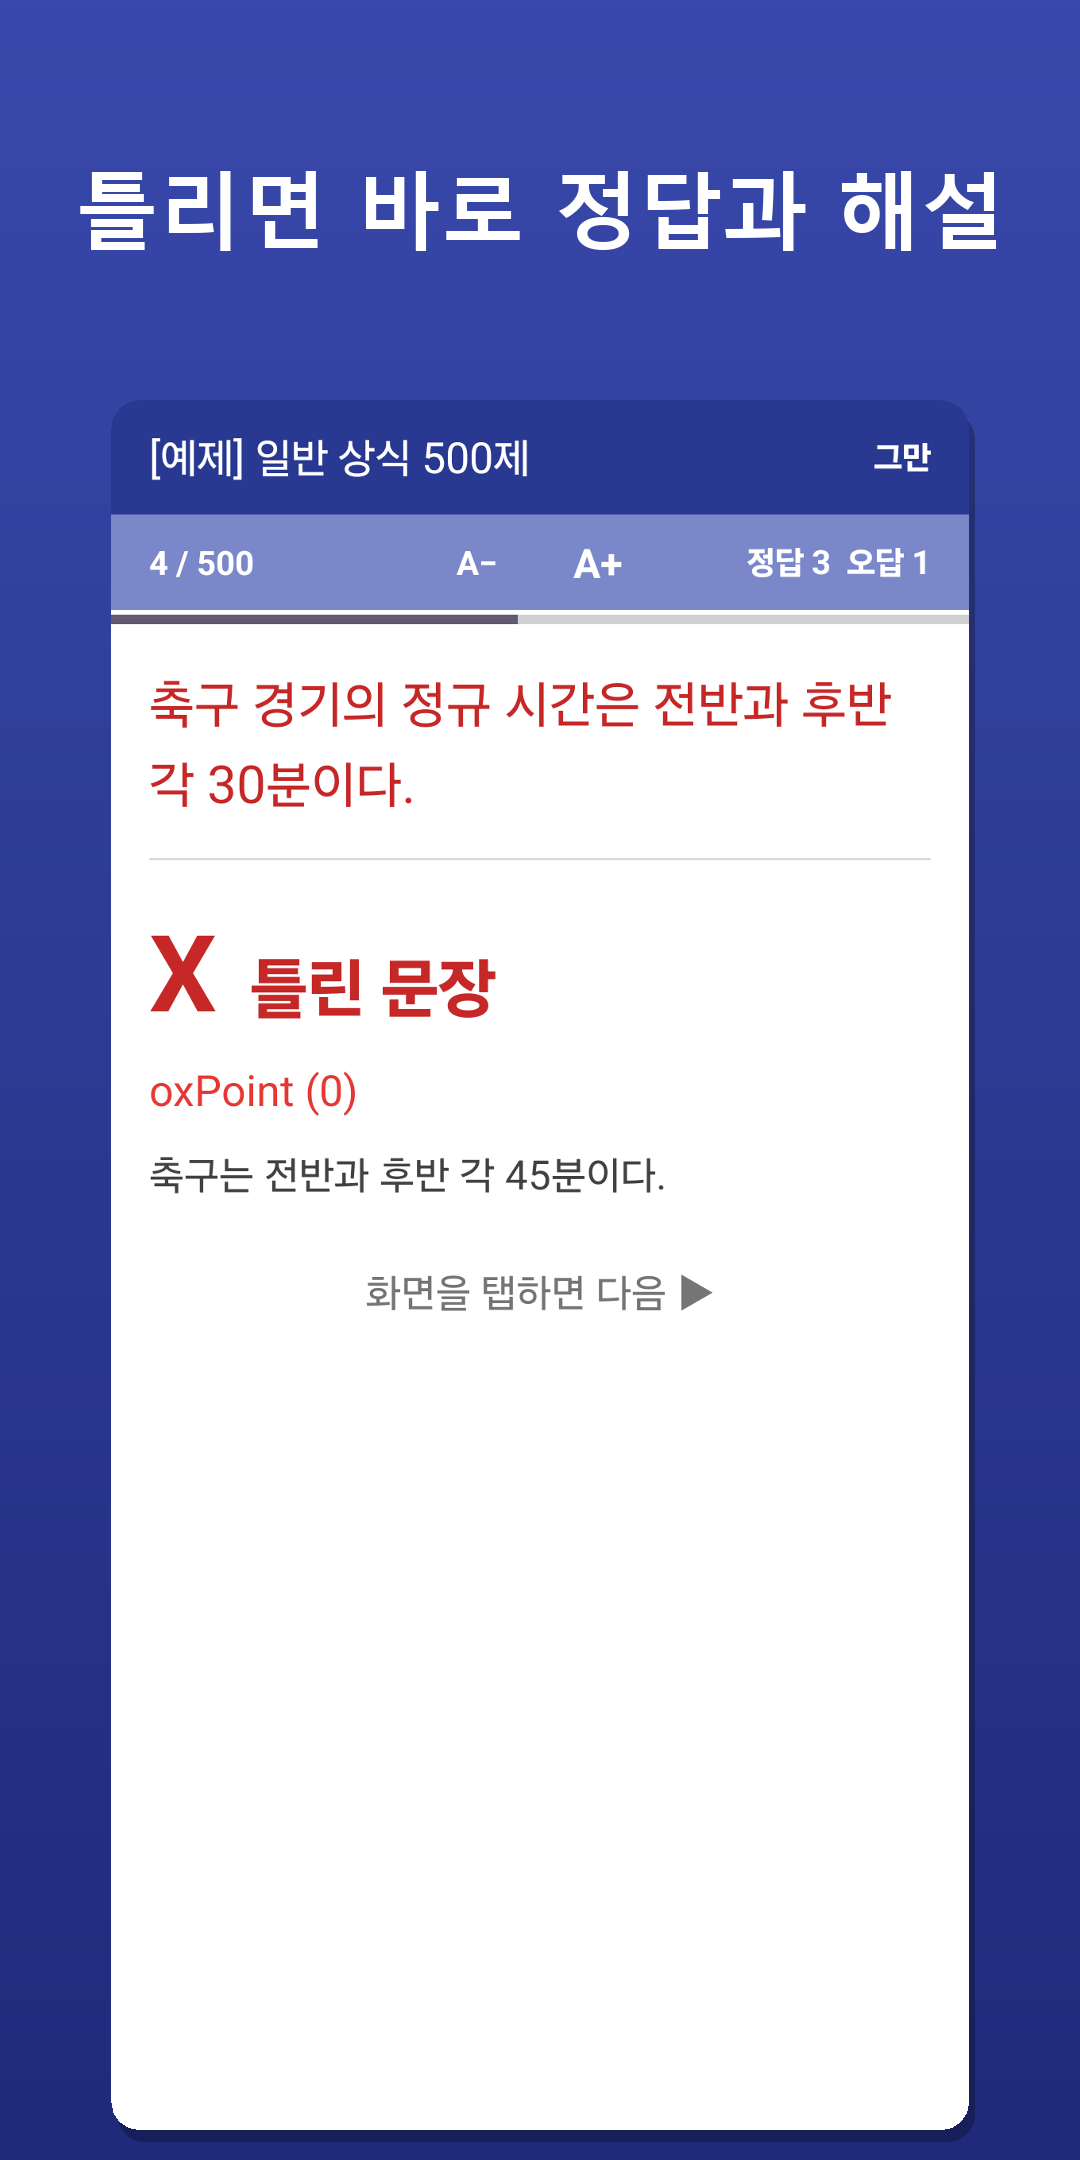 틀리면 바로 정답과 해설
[예제] 일반 상식 500제
그만
4 / 500
A−
A+
정답 3 오답 1
축구 경기의 정규 시간은 전반과 후반
각 30분이다.
X 틀린 문장
oxPoint (0)
축구는 전반과 후반 각 45분이다.
화면을 탭하면 다음 ▶